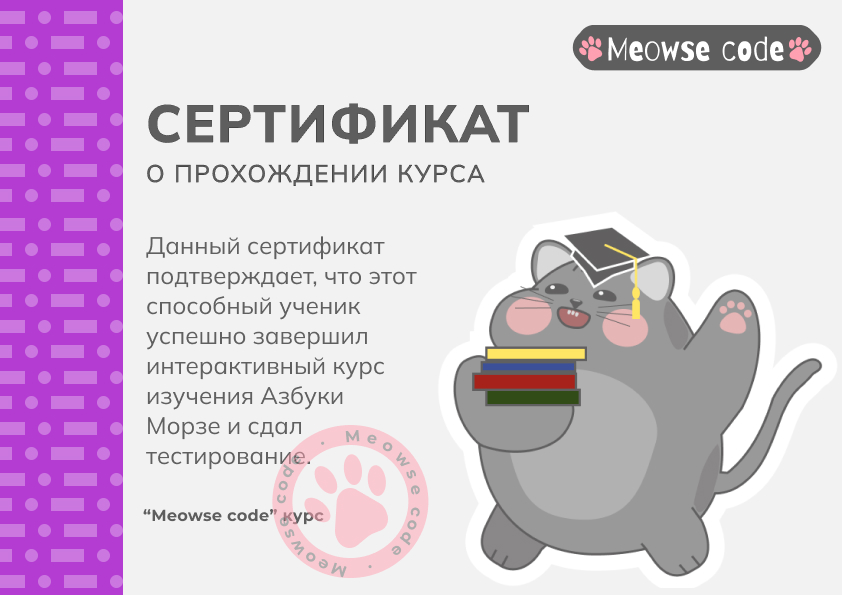 Meowse code
СЕРТИФИКАТ
О ПРОХОЖДЕНИИ КУРСА
Данный сертификат
подтверждает, что этот
способный ученик
успешно завершил
интерактивный курс
изучения Азбуки
Морзе и сдал
тестирование.
“Meowse code” курс
Meowse code · Meowse code ·